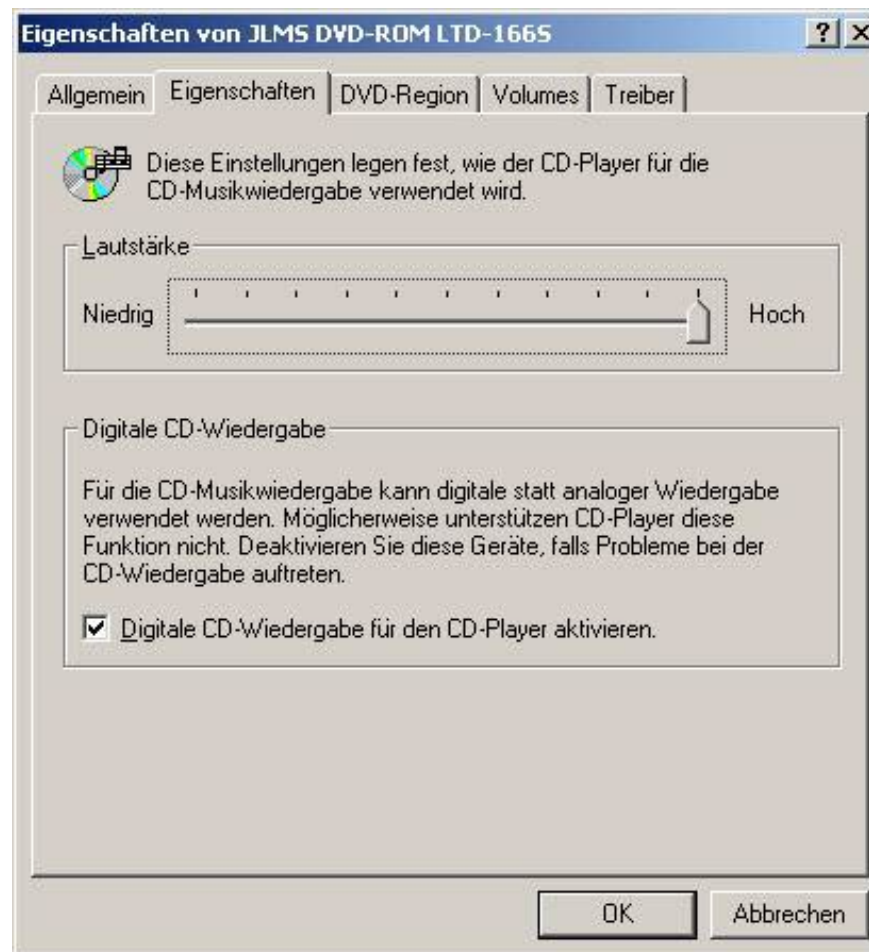 Eigenschaften von JLMS DVD-ROM LTD-166S
Allgemein Eigenschaften DVD-Region Volumes Treiber
Diese Einstellungen legen fest, wie der CD-Player für die
CD-Musikwiedergabe verwendet wird.
Lautstärke
Niedrig Hoch
Digitale CD-Wiedergabe
Für die CD-Musikwiedergabe kann digitale statt analoger Wiedergabe
verwendet werden. Möglicherweise unterstützen CD-Player diese
Funktion nicht. Deaktivieren Sie diese Geräte, falls Probleme bei der
CD-Wiedergabe auftreten.
Digitale CD-Wiedergabe für den CD-Player aktivieren.
OK Abbrechen